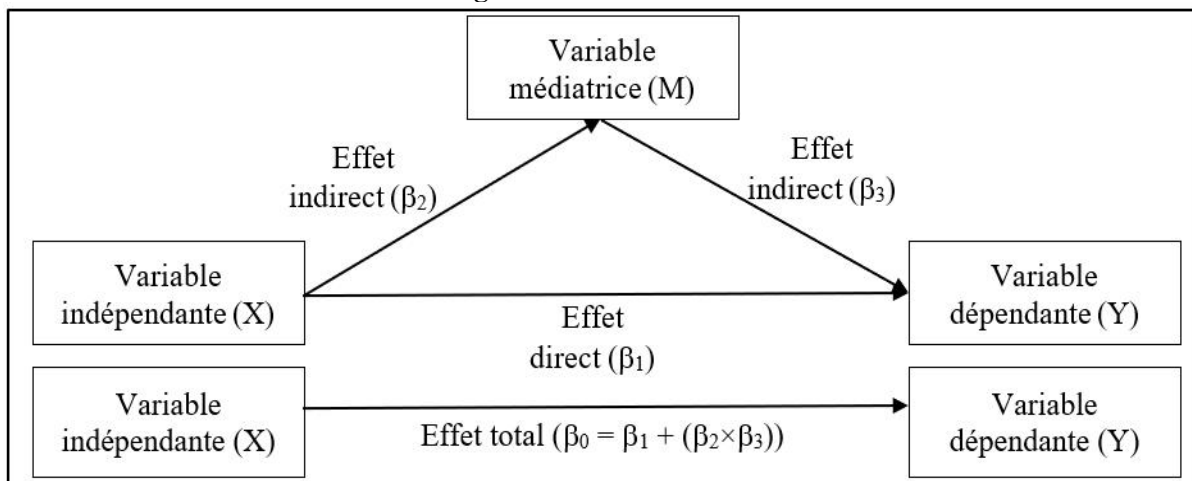 Variable
médiatrice (M)
Effet
indirect (β₂)
Effet
indirect (β₃)
Variable
indépendante (X)
Variable
dépendante (Y)
Effet
direct (β₁)
Variable
indépendante (X)
Effet total (β₀ = β₁ + (β₂×β₃))
Variable
dépendante (Y)